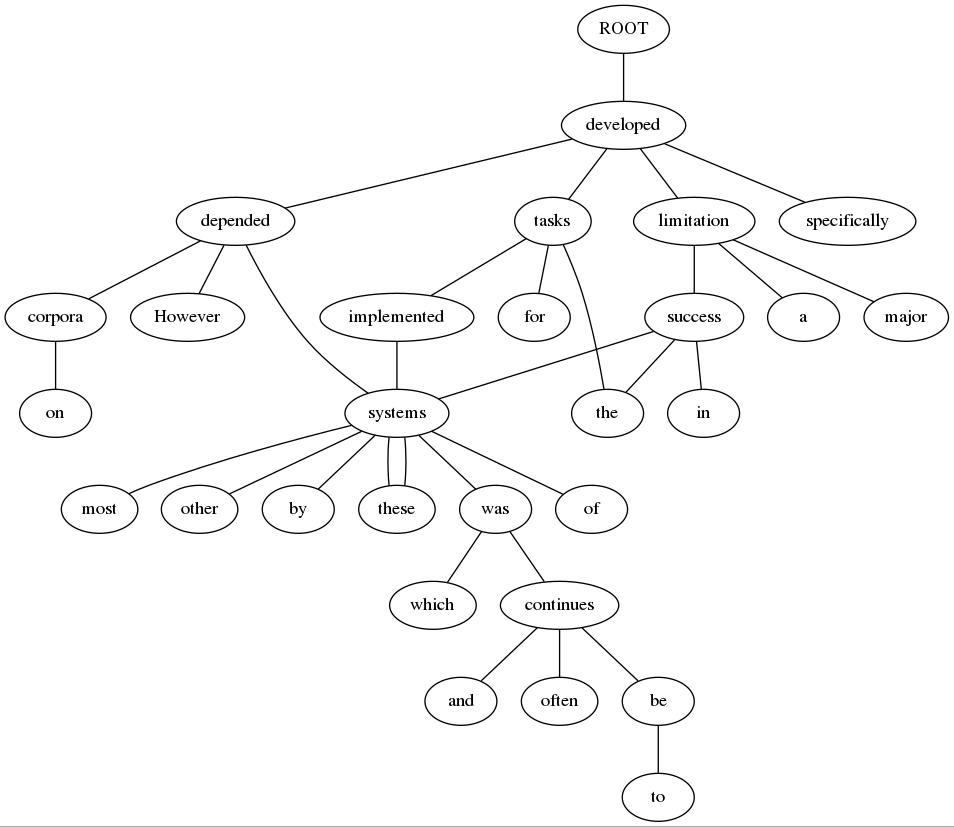 ROOT
developed
depended tasks limitation specifically
corpora However implemented for success a major
on systems the in
most other by these was of
which continues
and often be
to